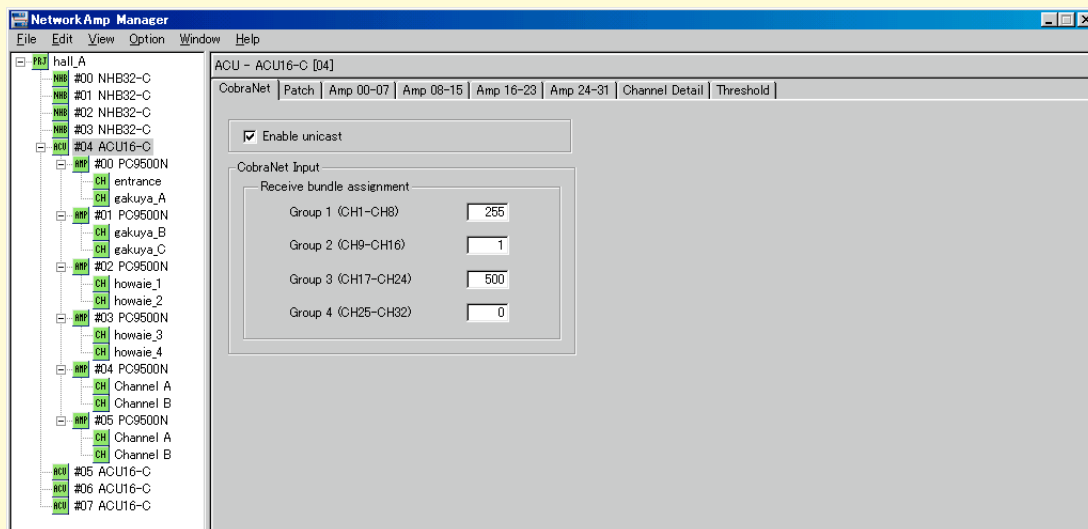 NetworkAmp Manager
File Edit View Option Window Help
PRJ hall_A
NHB #00 NHB32-C
NHB #01 NHB32-C
NHB #02 NHB32-C
NHB #03 NHB32-C
ACU #04 ACU16-C
AMP #00 PC9500N
CH entrance
CH gakuya_A
AMP #01 PC9500N
CH gakuya_B
CH gakuya_C
AMP #02 PC9500N
CH howaie_1
CH howaie_2
AMP #03 PC9500N
CH howaie_3
CH howaie_4
AMP #04 PC9500N
CH Channel A
CH Channel B
AMP #05 PC9500N
CH Channel A
CH Channel B
ACU #05 ACU16-C
ACU #06 ACU16-C
ACU #07 ACU16-C
ACU - ACU16-C [04]
CobraNet Patch Amp 00-07 Amp 08-15 Amp 16-23 Amp 24-31 Channel Detail Threshold
Enable unicast
CobraNet Input
Receive bundle assignment
Group 1 (CH1-CH8) 255
Group 2 (CH9-CH16) 1
Group 3 (CH17-CH24) 500
Group 4 (CH25-CH32) 0